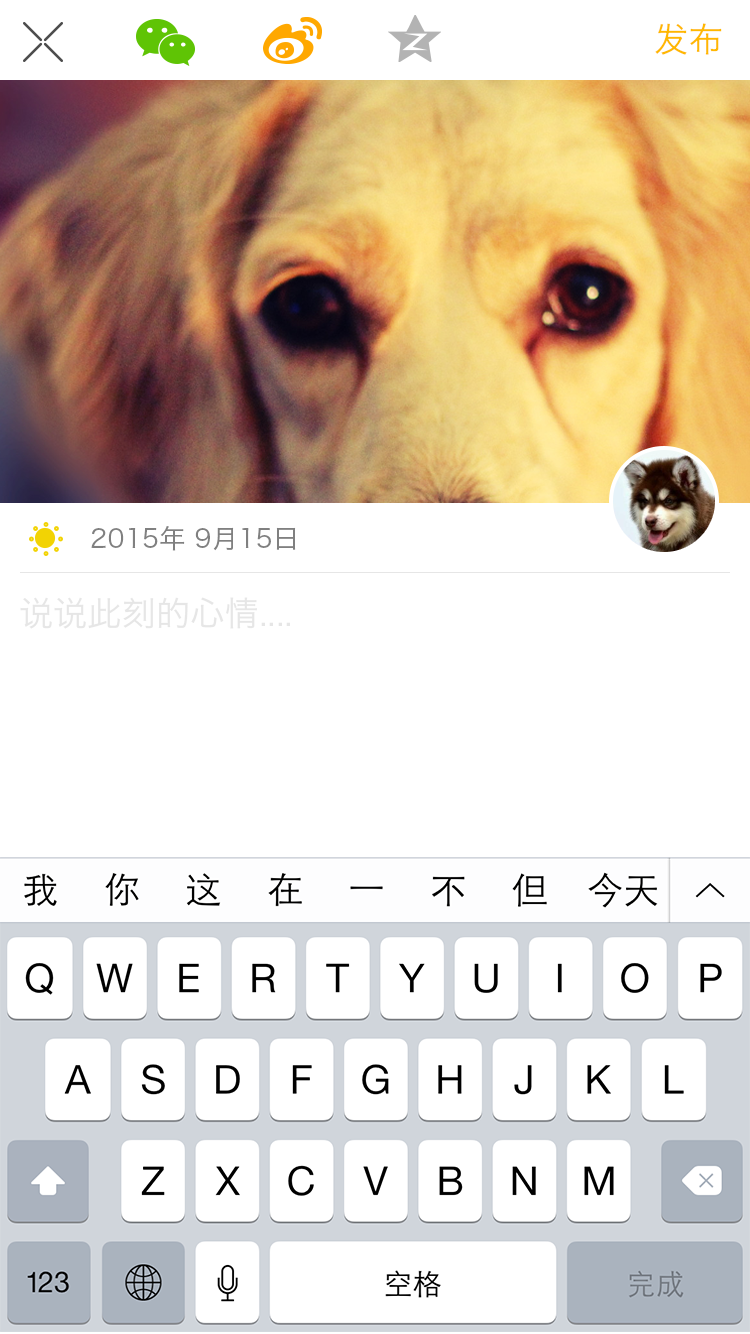 发布
2015年 9月15日
说说此刻的心情....
我 你 这 在 一 不 但 今天
Q W E R T Y U I O P
A S D F G H J K L
Z X C V B N M
123 空格 完成